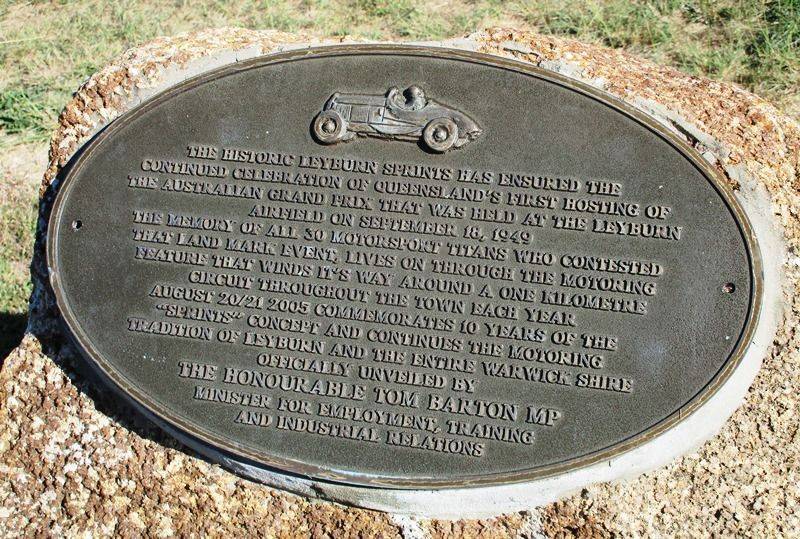 THE HISTORIC LEYBURN SPRINTS HAS ENSURED THE
CONTINUED CELEBRATION OF QUEENSLAND'S FIRST HOSTING OF
THE AUSTRALIAN GRAND PRIX THAT WAS HELD AT THE LEYBURN
AIRFIELD ON SEPTEMBER 18, 1949
THE MEMORY OF ALL 30 MOTORSPORT TITANS WHO CONTESTED
THAT LAND MARK EVENT, LIVES ON THROUGH THE MOTORING
FEATURE THAT WINDS IT'S WAY AROUND A ONE KILOMETRE
CIRCUIT THROUGHOUT THE TOWN EACH YEAR
AUGUST 20/21 2005 COMMEMORATES 10 YEARS OF THE
"SPRINTS" CONCEPT AND CONTINUES THE MOTORING
TRADITION OF LEYBURN AND THE ENTIRE WARWICK SHIRE
OFFICIALLY UNVEILED BY
THE HONOURABLE TOM BARTON MP
MINISTER FOR EMPLOYMENT, TRAINING
AND INDUSTRIAL RELATIONS